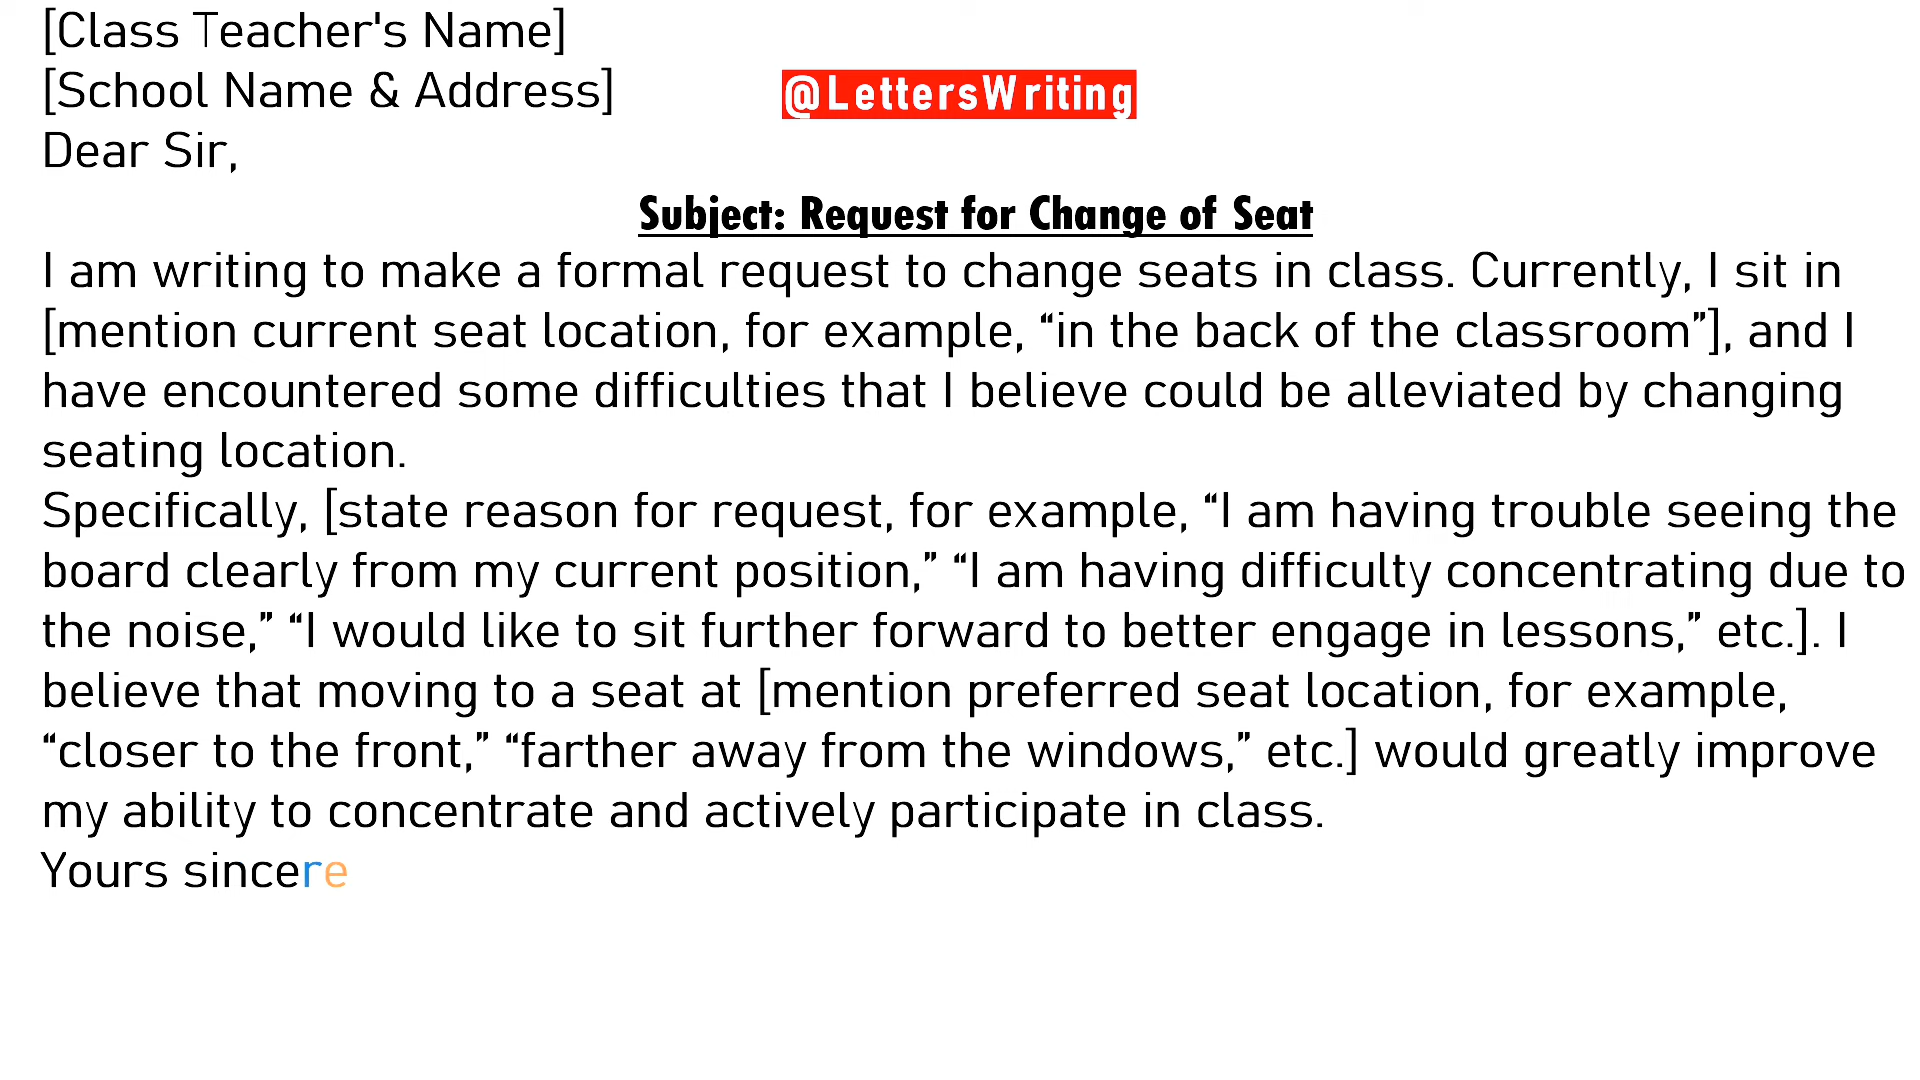 [Class Teacher's Name]
[School Name & Address]
@LettersWriting
Dear Sir,
Subject: Request for Change of Seat
I am writing to make a formal request to change seats in class. Currently, I sit in
[mention current seat location, for example, “in the back of the classroom”], and I
have encountered some difficulties that I believe could be alleviated by changing
seating location.
Specifically, [state reason for request, for example, “I am having trouble seeing the
board clearly from my current position,” “I am having difficulty concentrating due to
the noise,” “I would like to sit further forward to better engage in lessons,” etc.]. I
believe that moving to a seat at [mention preferred seat location, for example,
“closer to the front,” “farther away from the windows,” etc.] would greatly improve
my ability to concentrate and actively participate in class.
Yours sincere